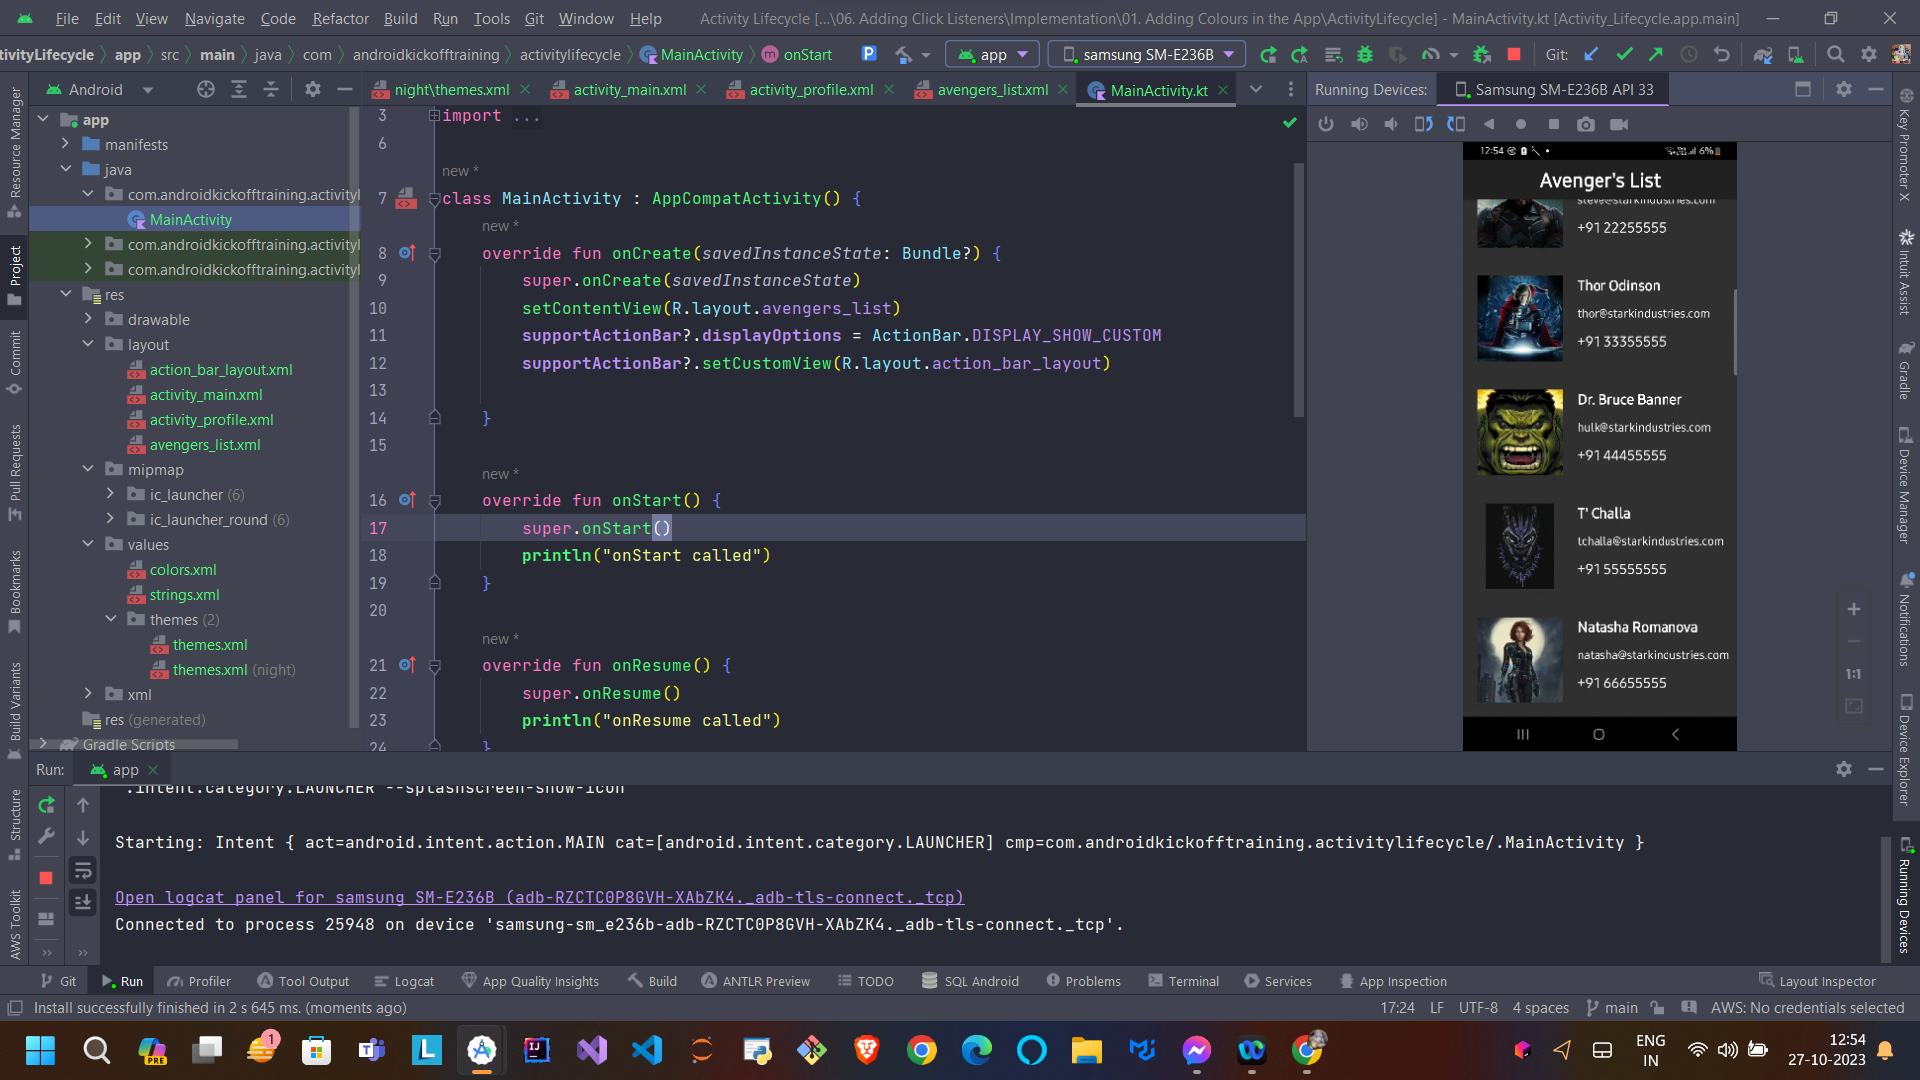 File Edit View Navigate Code Refactor Build Run Tools Git Window Help Activity Lifecycle [...\06. Adding Click Listeners\Implementation\01. Adding Colours in the App\ActivityLifecycle] - MainActivity.kt [Activity_Lifecycle.app.main]
tivityLifecycle app src main java com androidkickofftraining activitylifecycle MainActivity onStart app samsung SM-E236B Git:
Android
night\themes.xml activity_main.xml activity_profile.xml avengers_list.xml MainActivity.kt
Running Devices: Samsung SM-E236B API 33
Resource Manager
Project
Commit
Pull Requests
Bookmarks
Build Variants
Structure
AWS Toolkit
app
manifests
java
com.androidkickofftraining.activityl
MainActivity
com.androidkickofftraining.activityl
com.androidkickofftraining.activityl
res
drawable
layout
action_bar_layout.xml
activity_main.xml
activity_profile.xml
avengers_list.xml
mipmap
ic_launcher (6)
ic_launcher_round (6)
values
colors.xml
strings.xml
themes (2)
themes.xml
themes.xml (night)
xml
res (generated)
Gradle Scripts
3 import ...
6
new *
7 class MainActivity : AppCompatActivity() {
new *
8 override fun onCreate(savedInstanceState: Bundle?) {
9 super.onCreate(savedInstanceState)
10 setContentView(R.layout.avengers_list)
11 supportActionBar?.displayOptions = ActionBar.DISPLAY_SHOW_CUSTOM
12 supportActionBar?.setCustomView(R.layout.action_bar_layout)
13
14 }
15
new *
16 override fun onStart() {
17 super.onStart()
18 println("onStart called")
19 }
20
new *
21 override fun onResume() {
22 super.onResume()
23 println("onResume called")
24 }
12:54 6%
Avenger's List
steve@starkindustries.com
+91 22255555
Thor Odinson
thor@starkindustries.com
+91 33355555
Dr. Bruce Banner
hulk@starkindustries.com
+91 44455555
T' Challa
tchalla@starkindustries.com
+91 55555555
Natasha Romanova
natasha@starkindustries.com
+91 66655555
1:1
Key Promoter X
Intuit Assist
Gradle
Device Manager
Notifications
Device Explorer
Running Devices
Run: app
.intent.category.LAUNCHER --splashscreen-show-icon
Starting: Intent { act=android.intent.action.MAIN cat=[android.intent.category.LAUNCHER] cmp=com.androidkickofftraining.activitylifecycle/.MainActivity }
Open logcat panel for samsung SM-E236B (adb-RZCTC0P8GVH-XAbZK4._adb-tls-connect._tcp)
Connected to process 25948 on device 'samsung-sm_e236b-adb-RZCTC0P8GVH-XAbZK4._adb-tls-connect._tcp'.
Git Run Profiler Tool Output Logcat App Quality Insights Build ANTLR Preview TODO SQL Android Problems Terminal Services App Inspection Layout Inspector
Install successfully finished in 2 s 645 ms. (moments ago) 17:24 LF UTF-8 4 spaces main AWS: No credentials selected
PRE 1 L IJ ENG IN 12:54
27-10-2023